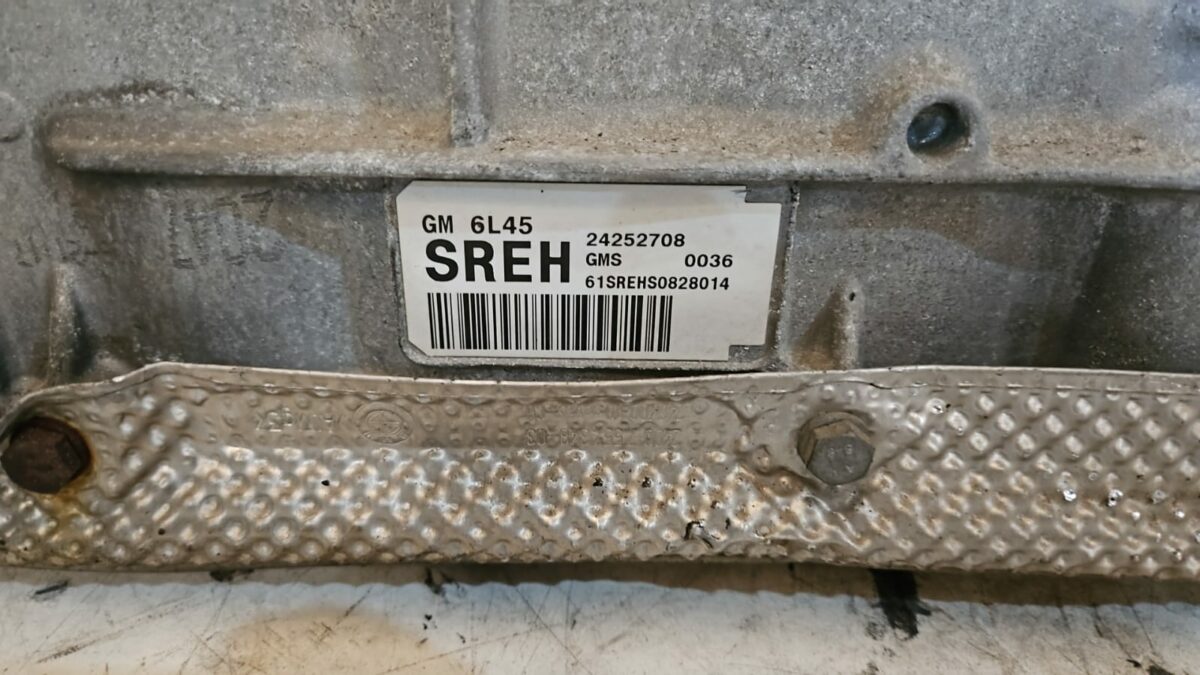 GM 6L45
SREH
24252708
GMS 0036
61SREHS0828014